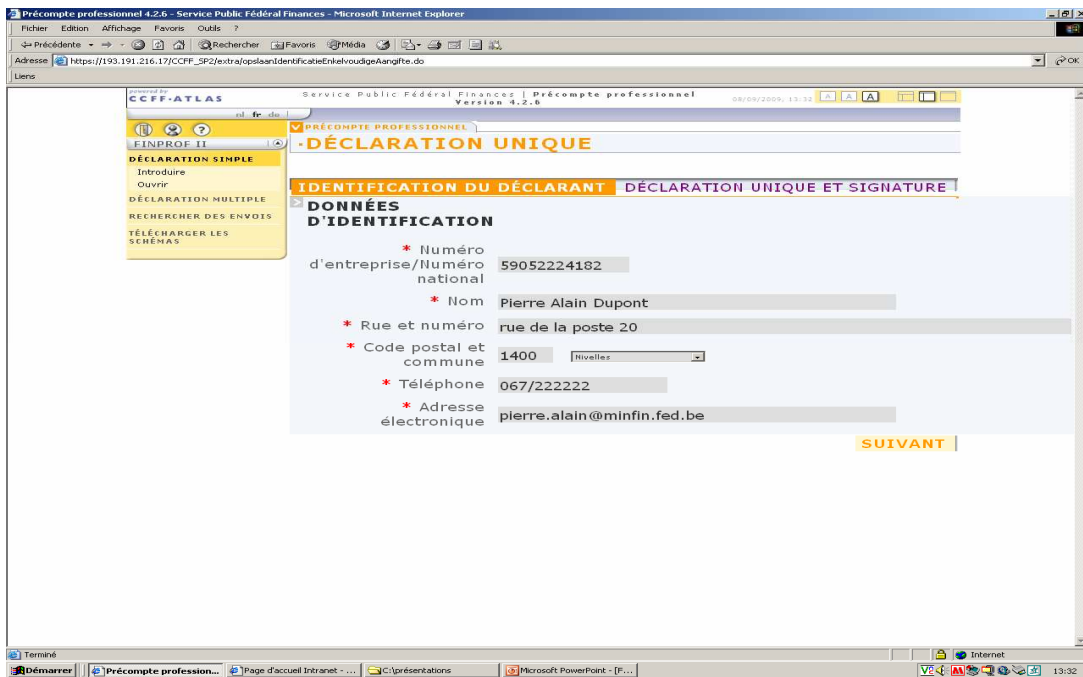 Précompte professionnel 4.2.6 - Service Public Fédéral Finances - Microsoft Internet Explorer
Fichier Edition Affichage Favoris Outils ?
Précédente Rechercher Favoris Média
Adresse https://193.191.216.17/CCFF_SP2/extra/opslaanIdentificatieEnkelvoudigeAangifte.do OK
Liens
powered by
CCFF-ATLAS
Service Public Fédéral Finances | Précompte professionnel
Version 4.2.6
08/09/2009, 13:32 A A A
nl fr de
FINPROF II
DÉCLARATION SIMPLE
Introduire
Ouvrir
DÉCLARATION MULTIPLE
RECHERCHER DES ENVOIS
TÉLÉCHARGER LES
SCHÉMAS
PRÉCOMPTE PROFESSIONNEL
DÉCLARATION UNIQUE
IDENTIFICATION DU DÉCLARANT DÉCLARATION UNIQUE ET SIGNATURE
DONNÉES
D'IDENTIFICATION
* Numéro
d'entreprise/Numéro 59052224182
national
* Nom Pierre Alain Dupont
* Rue et numéro rue de la poste 20
* Code postal et
commune 1400 Nivelles
* Téléphone 067/222222
* Adresse
électronique pierre.alain@minfin.fed.be
SUIVANT
Terminé Internet
Démarrer Précompte profession... Page d'accueil Intranet - ... C:\présentations Microsoft PowerPoint - [F... 13:32